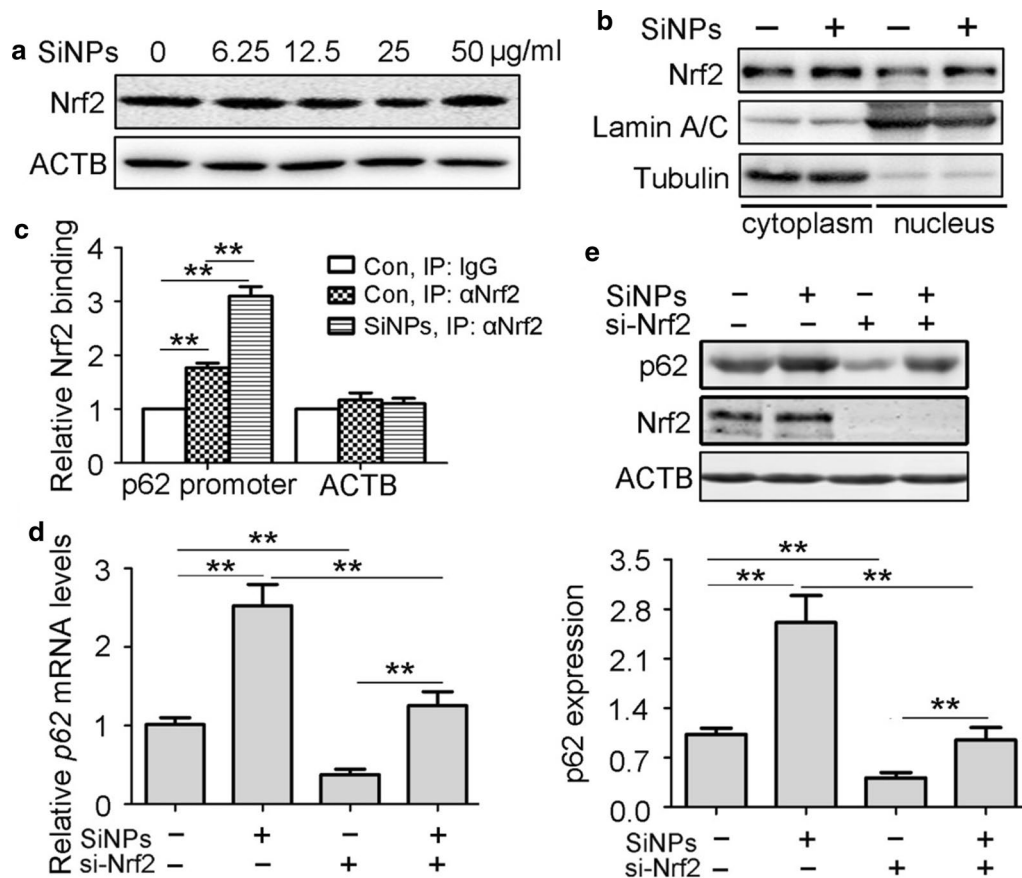 a
SiNPs 0 6.25 12.5 25 50 µg/ml
Nrf2
ACTB
b
SiNPs − + − +
Nrf2
Lamin A/C
Tubulin
cytoplasm nucleus
c
Relative Nrf2 binding
4
3
2
1
0
** ** **
Con, IP: IgG
Con, IP: αNrf2
SiNPs, IP: αNrf2
p62 promoter ACTB
d
Relative p62 mRNA levels
3
2
1
0
**
** **
**
SiNPs − + − +
si-Nrf2 − − + +
e
SiNPs − + − +
si-Nrf2 − − + +
p62
Nrf2
ACTB
p62 expression
3.5
2.8
2.1
1.4
0.7
0.0
**
** **
**
SiNPs − + − +
si-Nrf2 − − + +